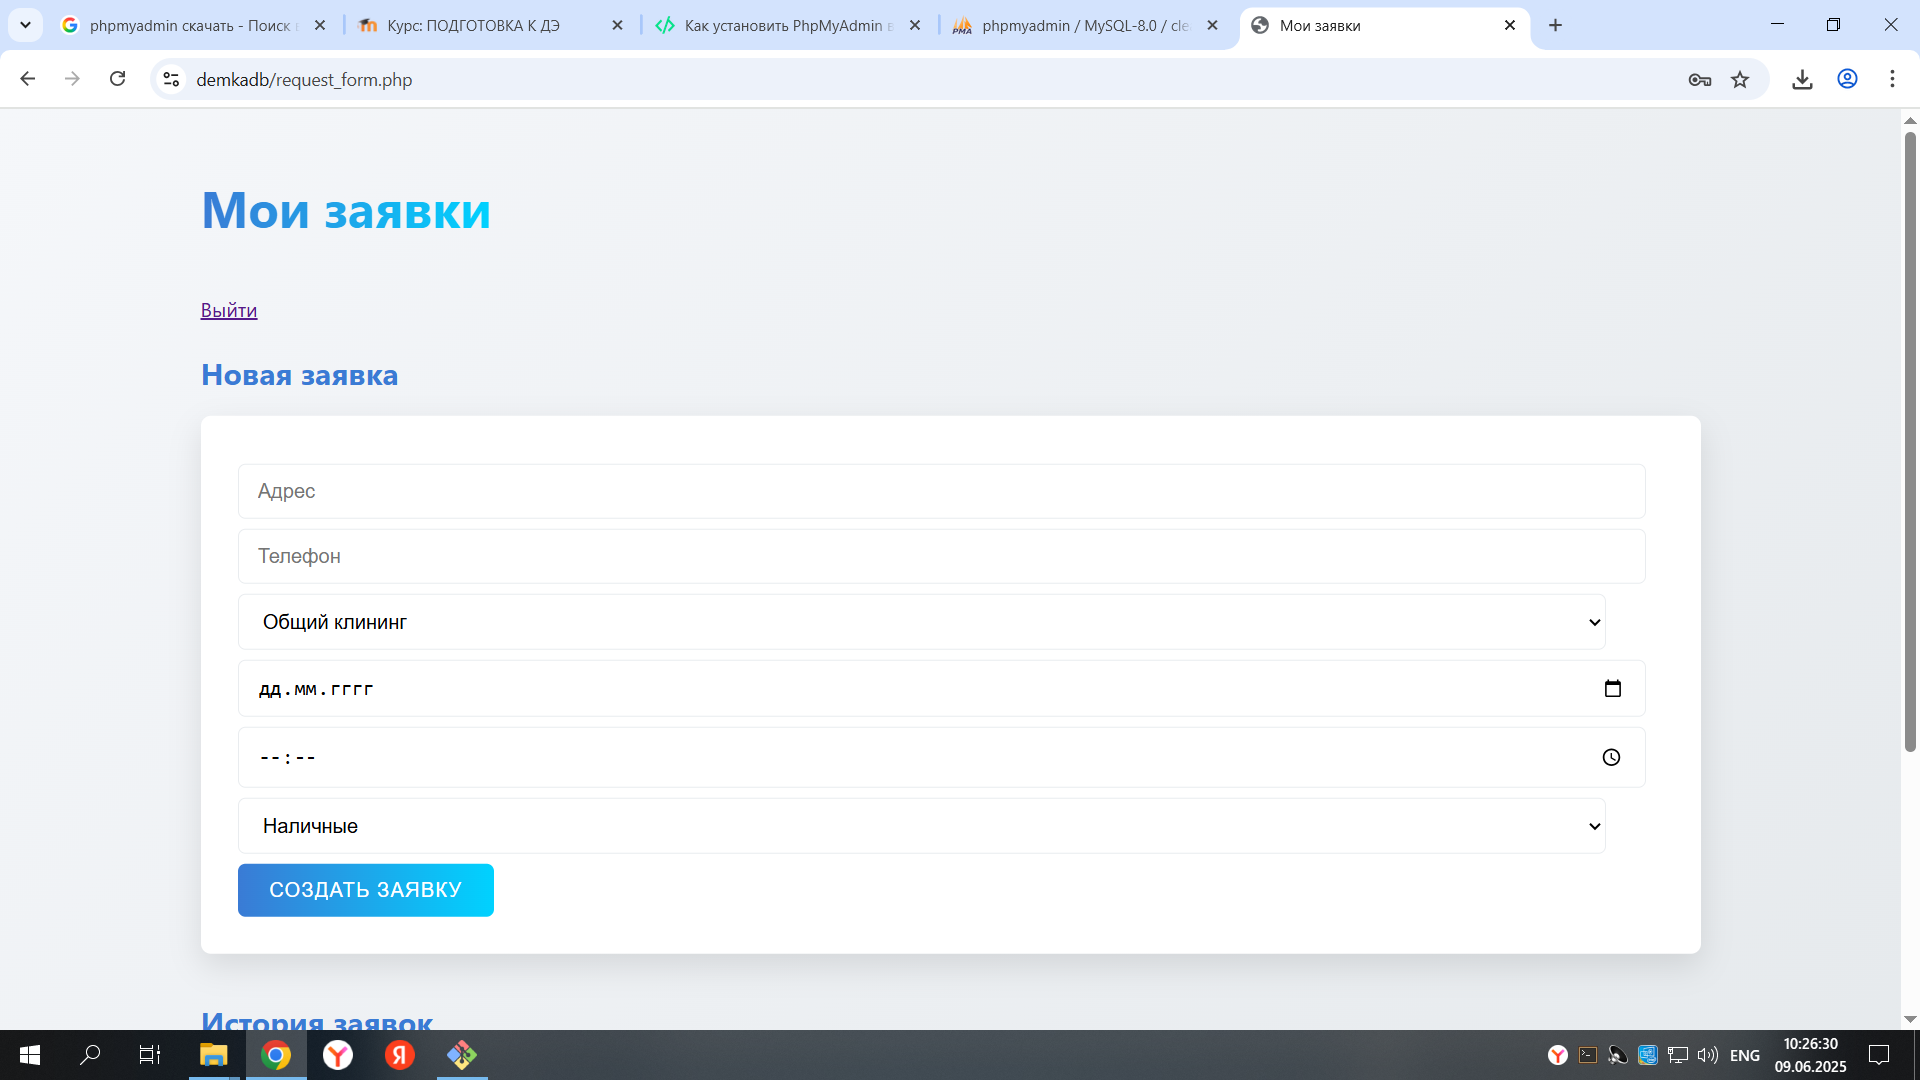 phpmyadmin скачать - Поиск в
Курс: ПОДГОТОВКА К ДЭ
Как установить PhpMyAdmin в
phpmyadmin / MySQL-8.0 / cle
Мои заявки
demkadb/request_form.php
Мои заявки
Выйти
Новая заявка
Адрес
Телефон
Общий клининг
дд.мм.гггг
--:--
Наличные
СОЗДАТЬ ЗАЯВКУ
История заявок
ENG
10:26:30
09.06.2025